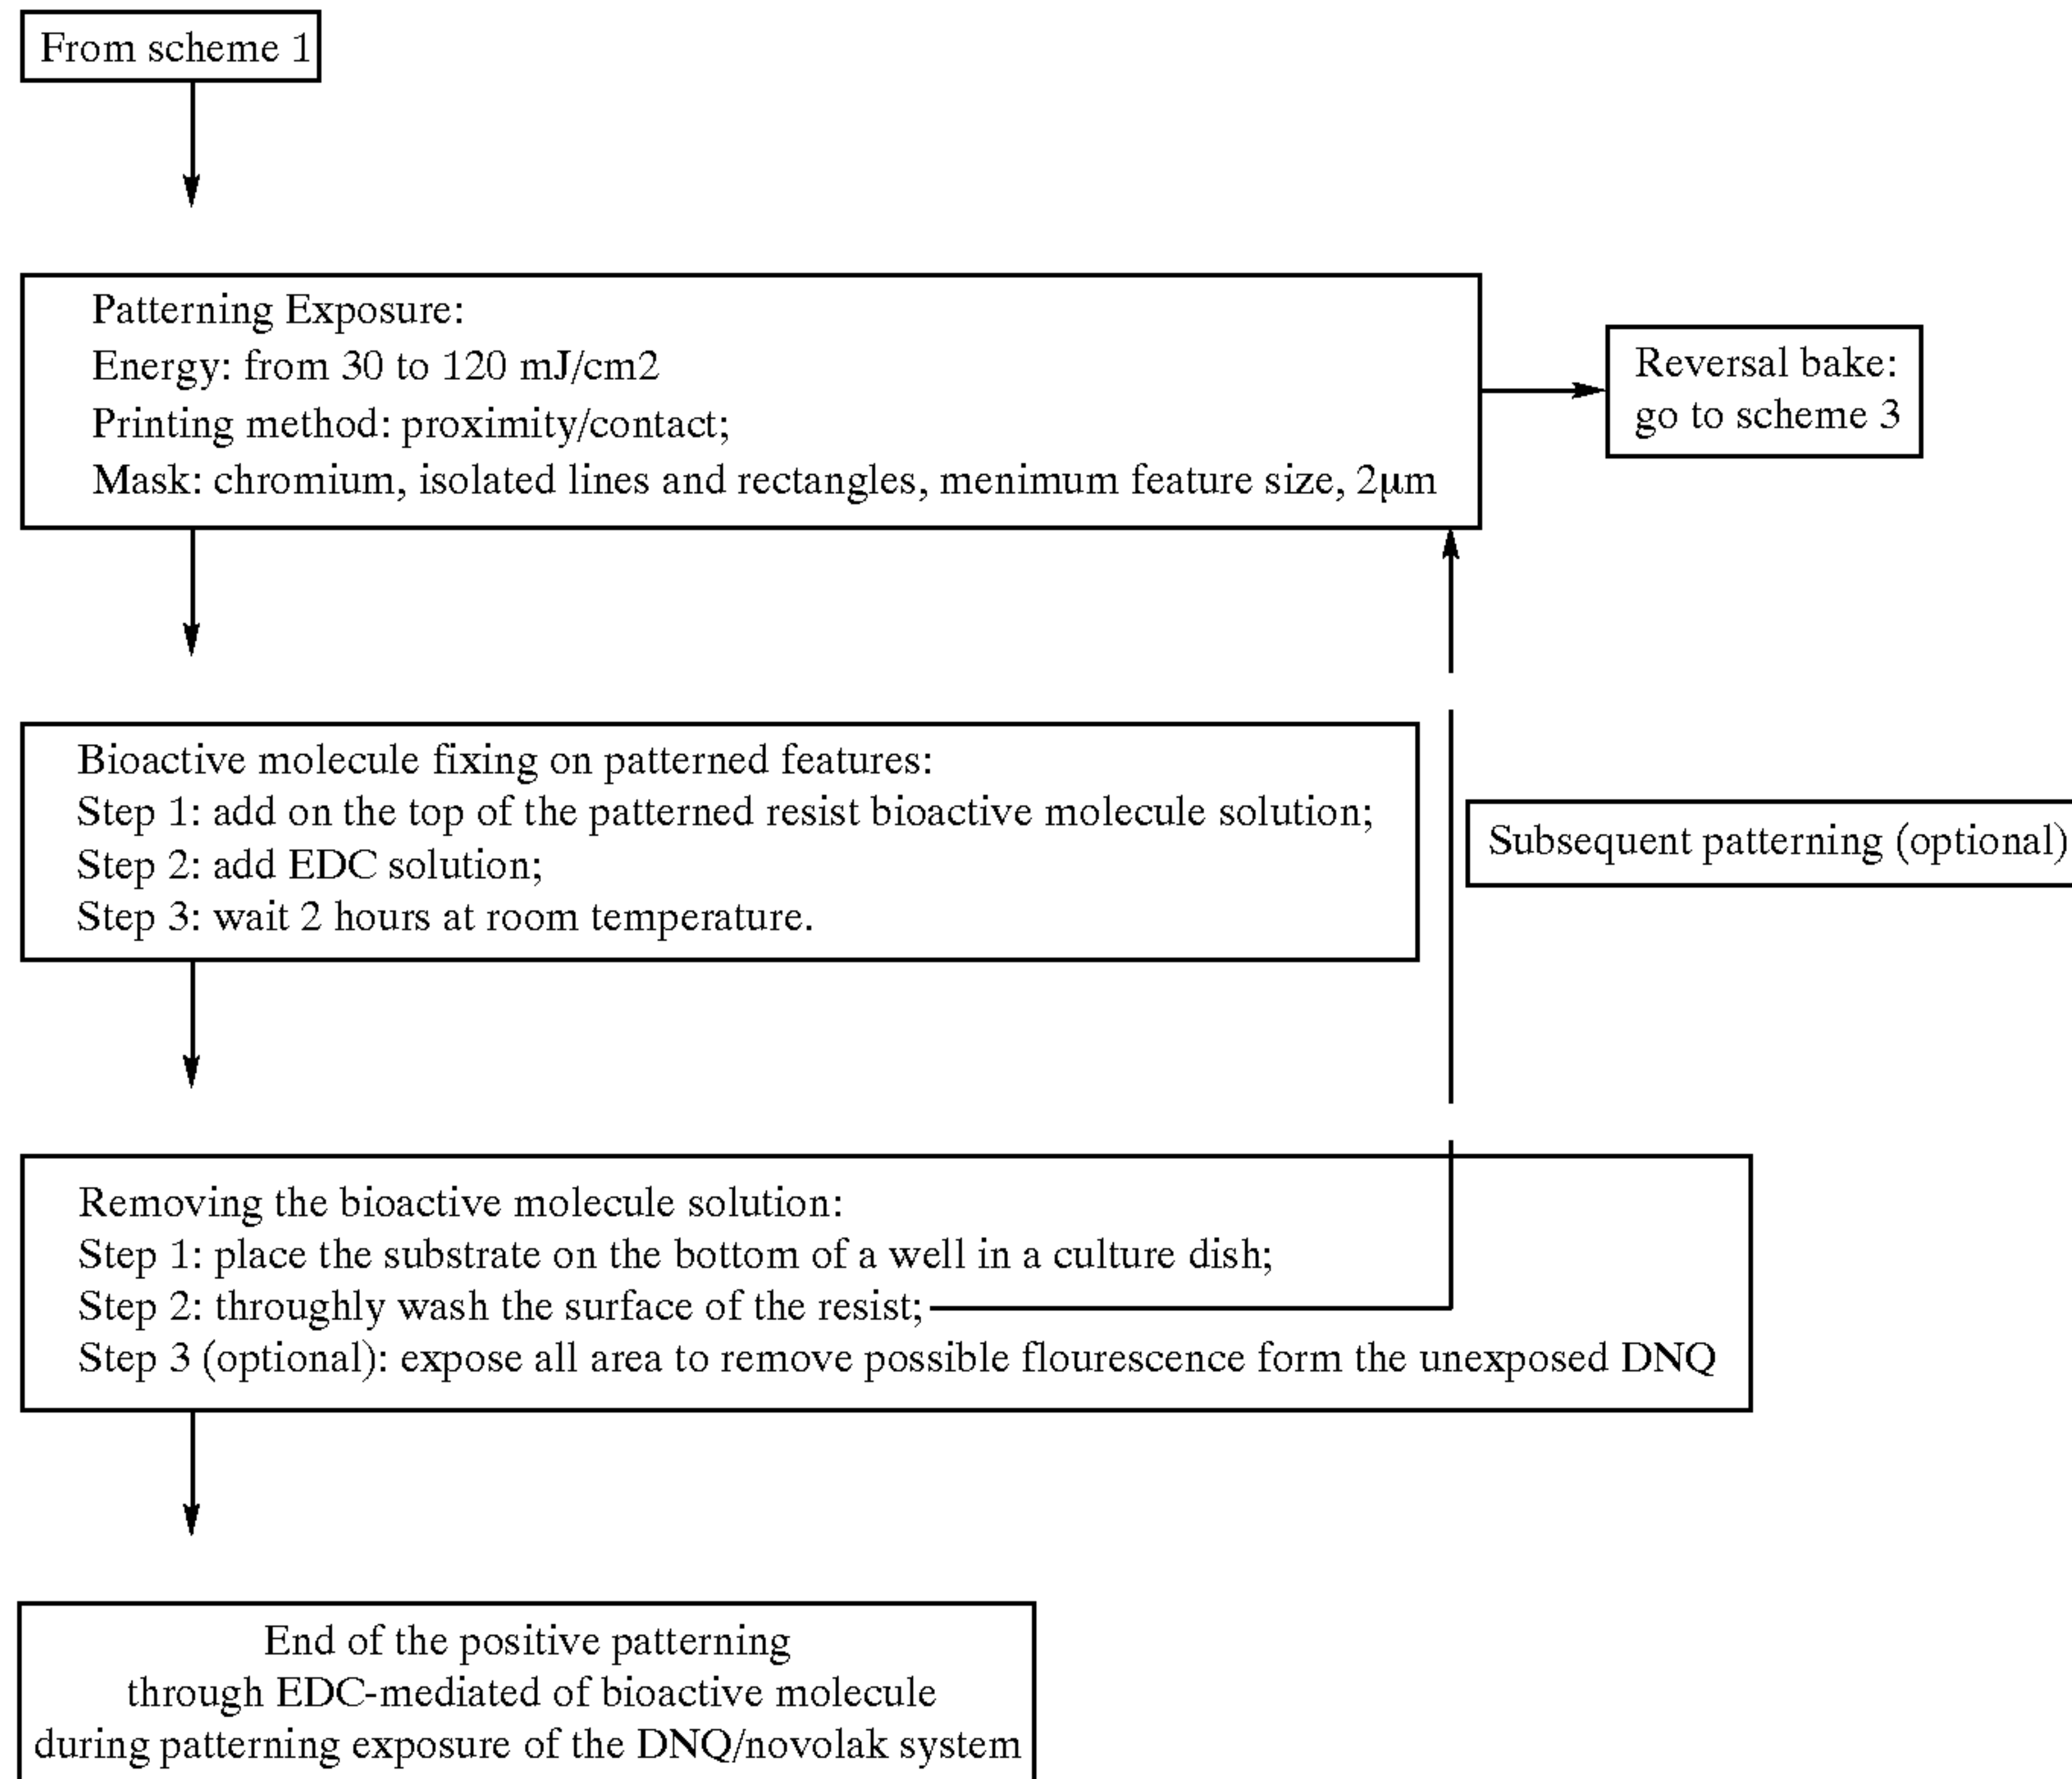 From scheme 1
Patterning Exposure:
Energy: from 30 to 120 mJ/cm2
Printing method: proximity/contact;
Mask: chromium, isolated lines and rectangles, menimum feature size, 2μm
Reversal bake:
go to scheme 3
Bioactive molecule fixing on patterned features:
Step 1: add on the top of the patterned resist bioactive molecule solution;
Step 2: add EDC solution;
Step 3: wait 2 hours at room temperature.
Subsequent patterning (optional)
Removing the bioactive molecule solution:
Step 1: place the substrate on the bottom of a well in a culture dish;
Step 2: throughly wash the surface of the resist;
Step 3 (optional): expose all area to remove possible flourescence form the unexposed DNQ
End of the positive patterning
through EDC-mediated of bioactive molecule
during patterning exposure of the DNQ/novolak system